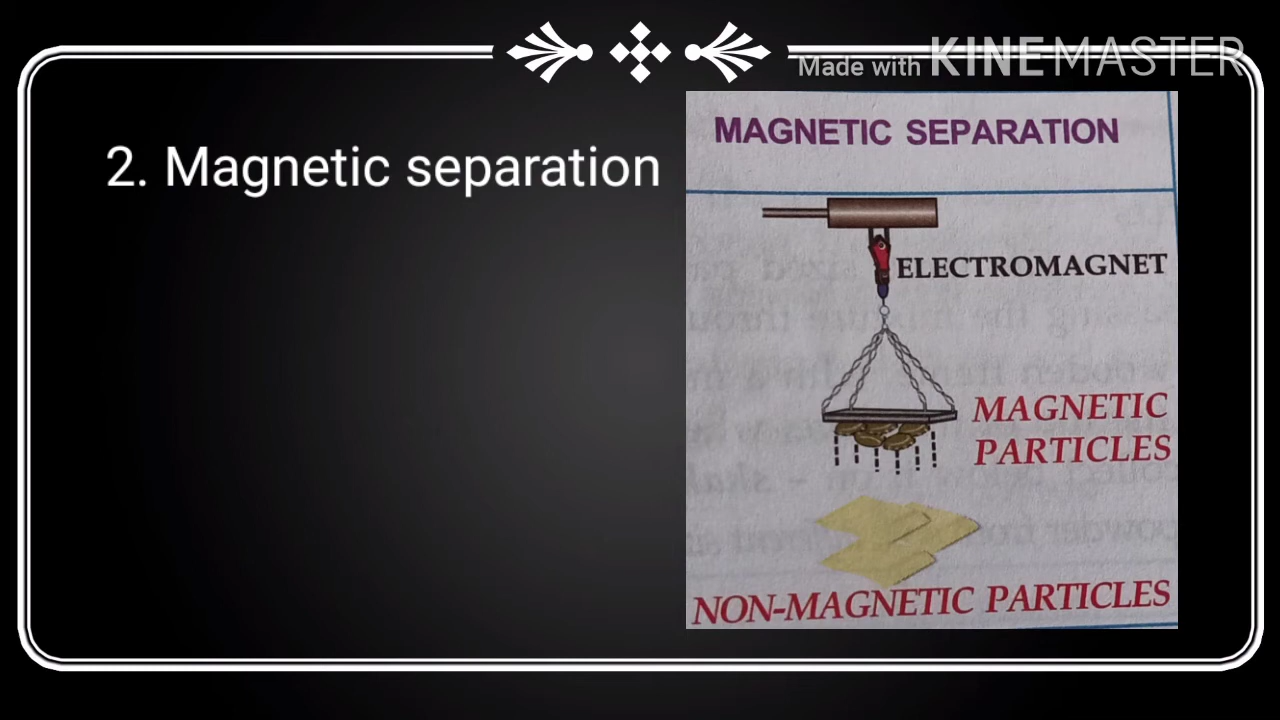 Made with KINEMASTER
2. Magnetic separation
MAGNETIC SEPARATION
ELECTROMAGNET
MAGNETIC
PARTICLES
NON-MAGNETIC PARTICLES